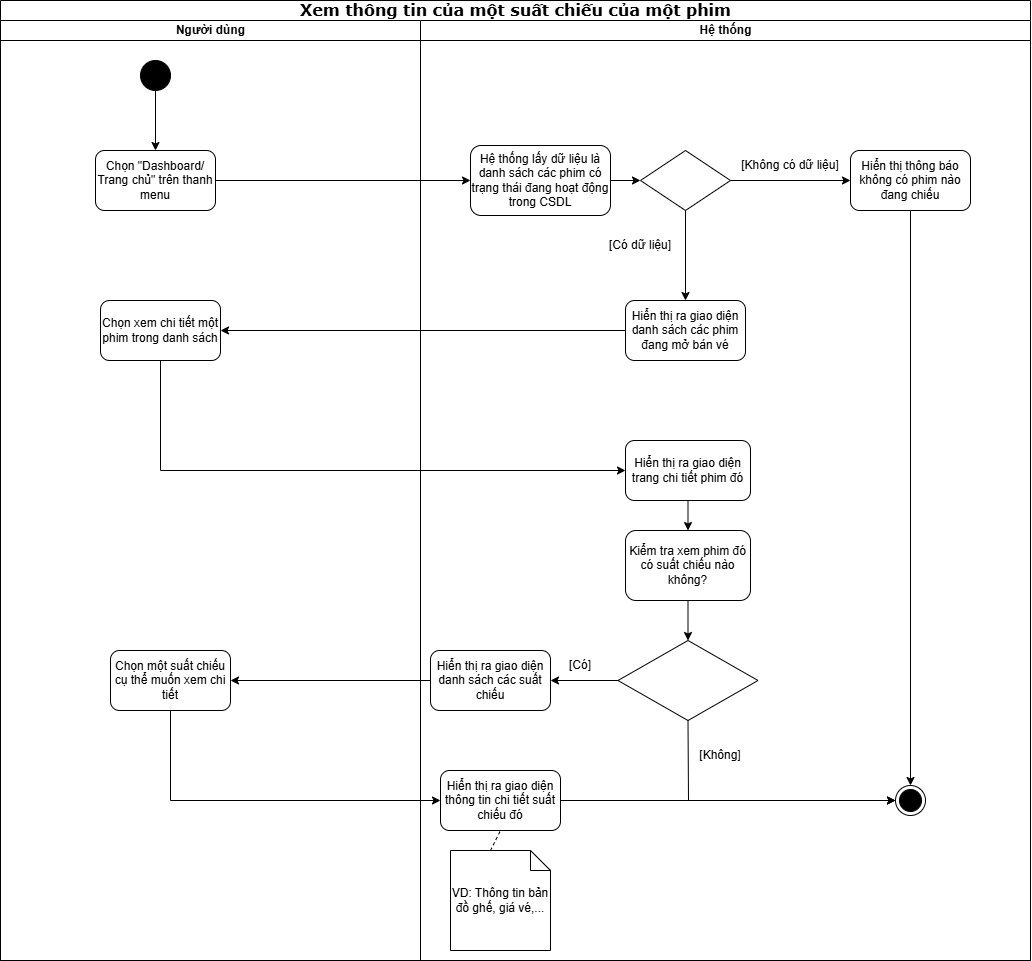 Xem thông tin của một suất chiếu của một phim
Người dùng
Hệ thống
Chọn "Dashboard/
Trang chủ" trên thanh
menu
Hệ thống lấy dữ liệu là
danh sách các phim có
trạng thái đang hoạt động
trong CSDL
[Không có dữ liệu]
Hiển thị thông báo
không có phim nào
đang chiếu
[Có dữ liệu]
Chọn xem chi tiết một
phim trong danh sách
Hiển thị ra giao diện
danh sách các phim
đang mở bán vé
Hiển thị ra giao diện
trang chi tiết phim đó
Kiểm tra xem phim đó
có suất chiếu nào
không?
Chọn một suất chiếu
cụ thể muốn xem chi
tiết
Hiển thị ra giao diện
danh sách các suất
chiếu
[Có]
[Không]
Hiển thị ra giao diện
thông tin chi tiết suất
chiếu đó
VD: Thông tin bản
đồ ghế, giá vé,...